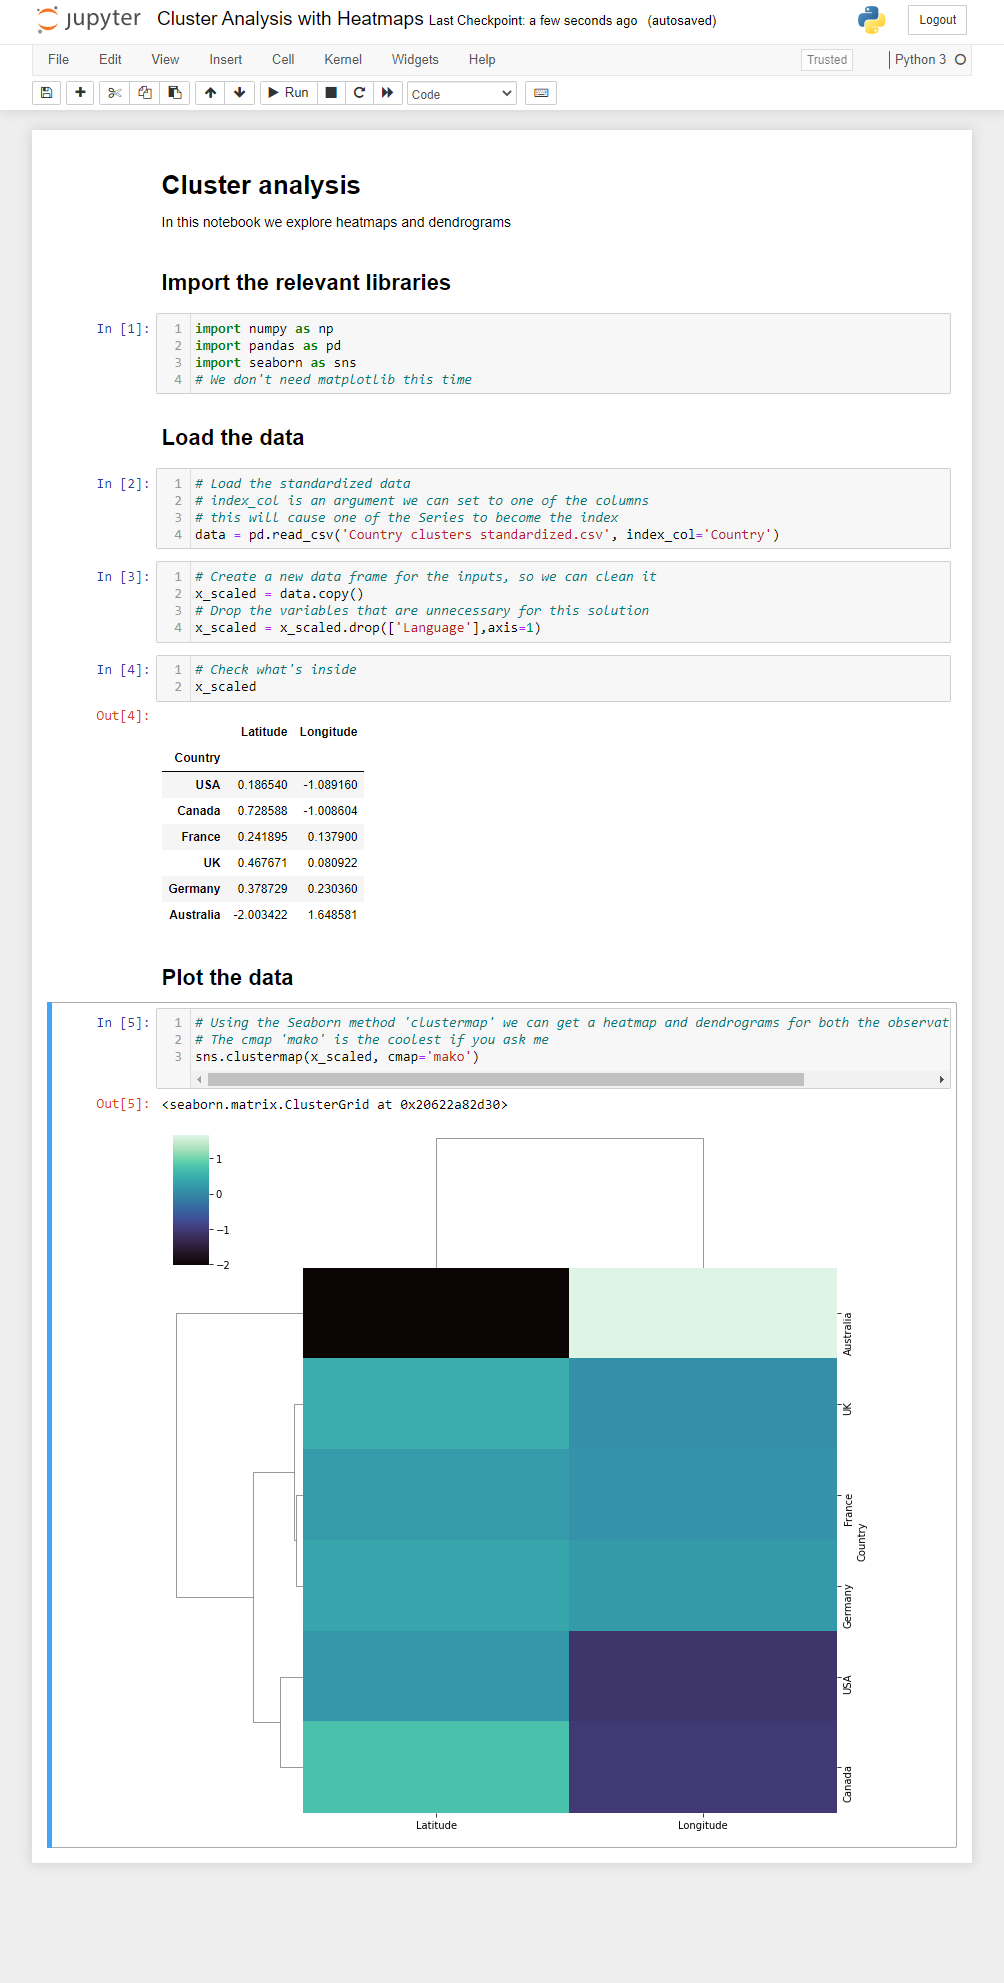 jupyter Cluster Analysis with Heatmaps Last Checkpoint: a few seconds ago (autosaved) Logout
File Edit View Insert Cell Kernel Widgets Help Trusted Python 3
Run Code
Cluster analysis
In this notebook we explore heatmaps and dendrograms
Import the relevant libraries
In [1]: 1 import numpy as np
2 import pandas as pd
3 import seaborn as sns
4 # We don't need matplotlib this time
Load the data
In [2]: 1 # Load the standardized data
2 # index_col is an argument we can set to one of the columns
3 # this will cause one of the Series to become the index
4 data = pd.read_csv('Country clusters standardized.csv', index_col='Country')
In [3]: 1 # Create a new data frame for the inputs, so we can clean it
2 x_scaled = data.copy()
3 # Drop the variables that are unnecessary for this solution
4 x_scaled = x_scaled.drop(['Language'],axis=1)
In [4]: 1 # Check what's inside
2 x_scaled
Out[4]:
Latitude Longitude
Country
USA 0.186540 -1.089160
Canada 0.728588 -1.008604
France 0.241895 0.137900
UK 0.467671 0.080922
Germany 0.378729 0.230360
Australia -2.003422 1.648581
Plot the data
In [5]: 1 # Using the Seaborn method 'clustermap' we can get a heatmap and dendrograms for both the observat
2 # The cmap 'mako' is the coolest if you ask me
3 sns.clustermap(x_scaled, cmap='mako')
Out[5]: <seaborn.matrix.ClusterGrid at 0x20622a82d30>
1
0
−1
−2
Australia
UK
France
Country
Germany
USA
Canada
Latitude Longitude